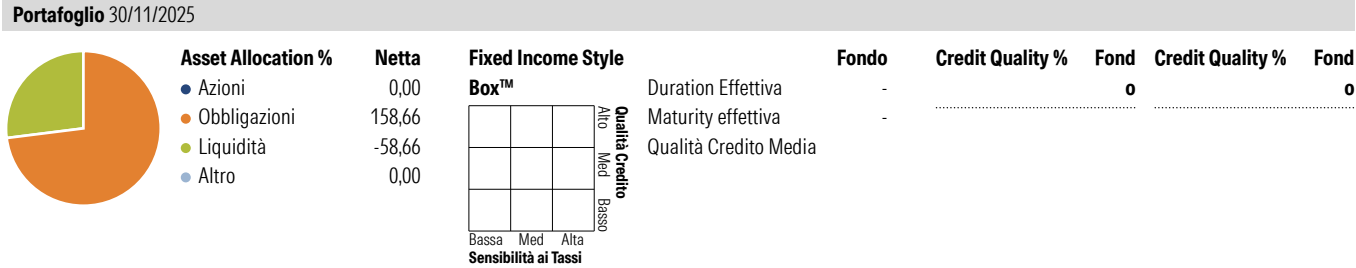 Portafoglio 30/11/2025
Asset Allocation % Netta
Azioni 0,00
Obbligazioni 158,66
Liquidità -58,66
Altro 0,00
Fixed Income Style
Box™
Alto Med Basso
Qualità Credito
Bassa Med Alta
Sensibilità ai Tassi
Fondo
Duration Effettiva -
Maturity effettiva -
Qualità Credito Media
Credit Quality % Fond
o
Credit Quality % Fond
o